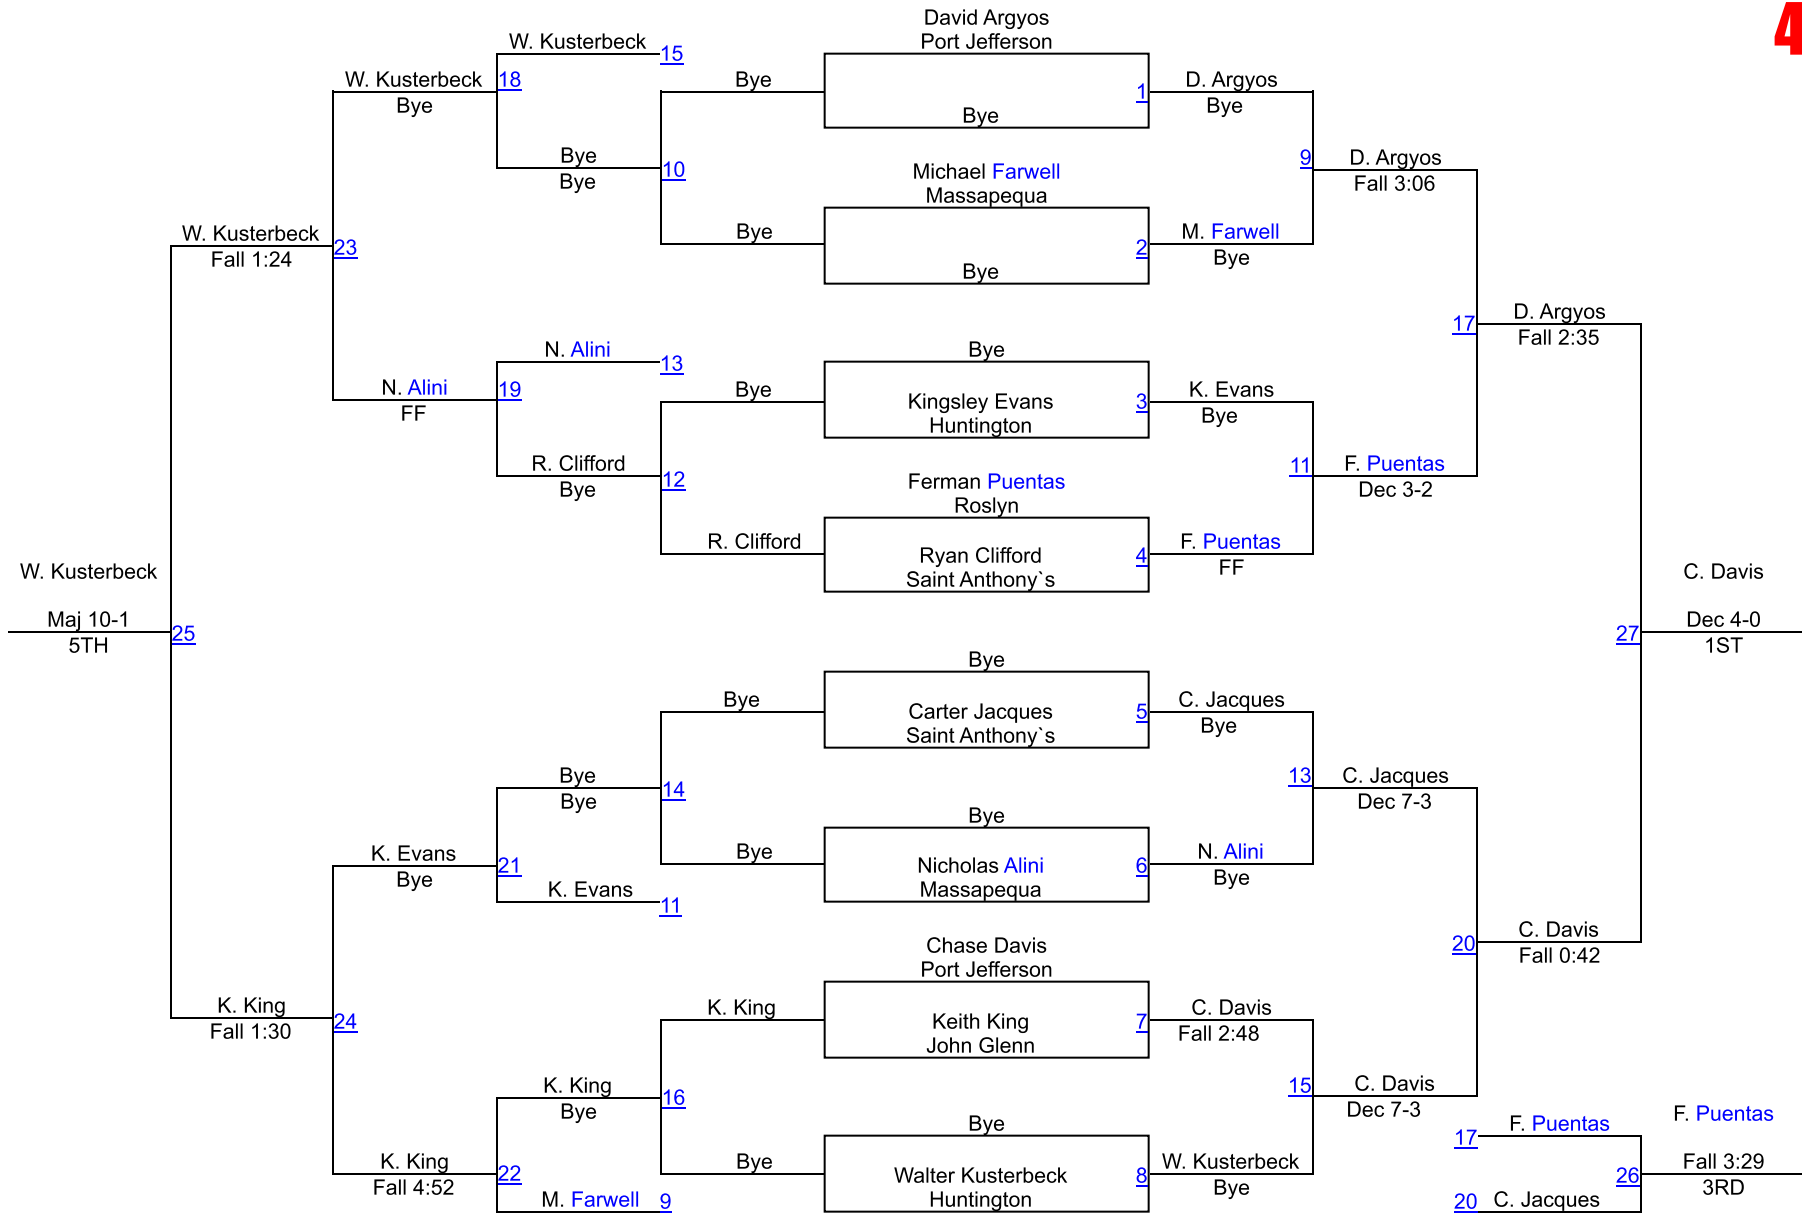 4
David Argyos
Port Jefferson
W. Kusterbeck
15
W. Kusterbeck
18
Bye
Bye
1
D. Argyos
Bye
Bye
Bye
10
Bye
9
D. Argyos
Fall 3:06
Michael Farwell
Massapequa
W. Kusterbeck
Fall 1:24
23
Bye
2
M. Farwell
Bye
Bye
17
D. Argyos
Fall 2:35
N. Alini
13
Bye
N. Alini
FF
19
Bye
Kingsley Evans
Huntington
3
K. Evans
Bye
R. Clifford
Bye
12
11
F. Puentas
Dec 3-2
Ferman Puentas
Roslyn
R. Clifford
Ryan Clifford
Saint Anthony`s
4
F. Puentas
FF
W. Kusterbeck
Maj 10-1
5TH
25
27
C. Davis
Dec 4-0
1ST
Bye
Bye
Carter Jacques
Saint Anthony`s
5
C. Jacques
Bye
Bye
Bye
14
13
C. Jacques
Dec 7-3
Bye
K. Evans
Bye
21
Bye
Nicholas Alini
Massapequa
6
N. Alini
Bye
K. Evans
11
20
C. Davis
Fall 0:42
Chase Davis
Port Jefferson
K. King
Fall 1:30
24
K. King
Keith King
John Glenn
7
C. Davis
Fall 2:48
K. King
Bye
16
15
C. Davis
Dec 7-3
Bye
K. King
Fall 4:52
22
Bye
Walter Kusterbeck
Huntington
8
W. Kusterbeck
Bye
M. Farwell
9
17
F. Puentas
F. Puentas
26
Fall 3:29
3RD
20
C. Jacques